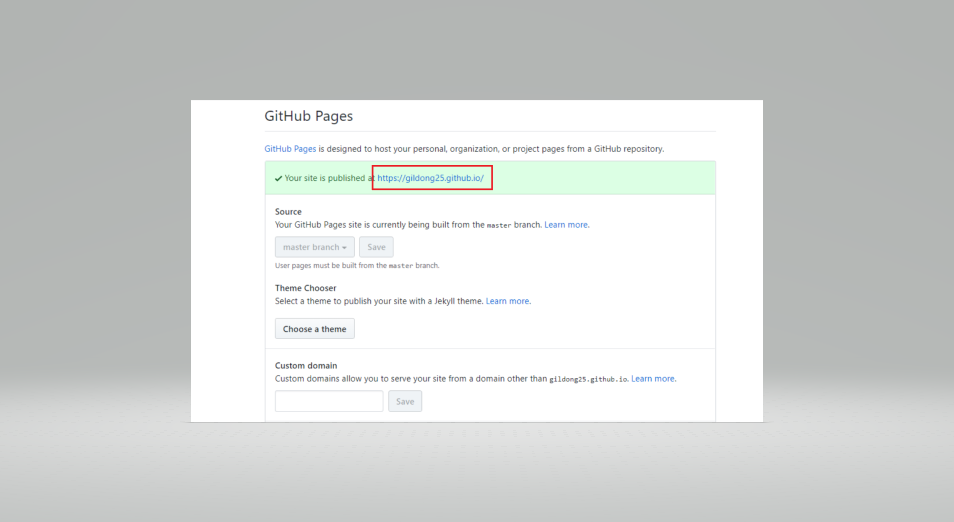 GitHub Pages
GitHub Pages is designed to host your personal, organization, or project pages from a GitHub repository.
✔ Your site is published at https://gildong25.github.io/
Source
Your GitHub Pages site is currently being built from the master branch. Learn more.
master branch Save
User pages must be built from the master branch.
Theme Chooser
Select a theme to publish your site with a Jekyll theme. Learn more.
Choose a theme
Custom domain
Custom domains allow you to serve your site from a domain other than gildong25.github.io. Learn more.
Save